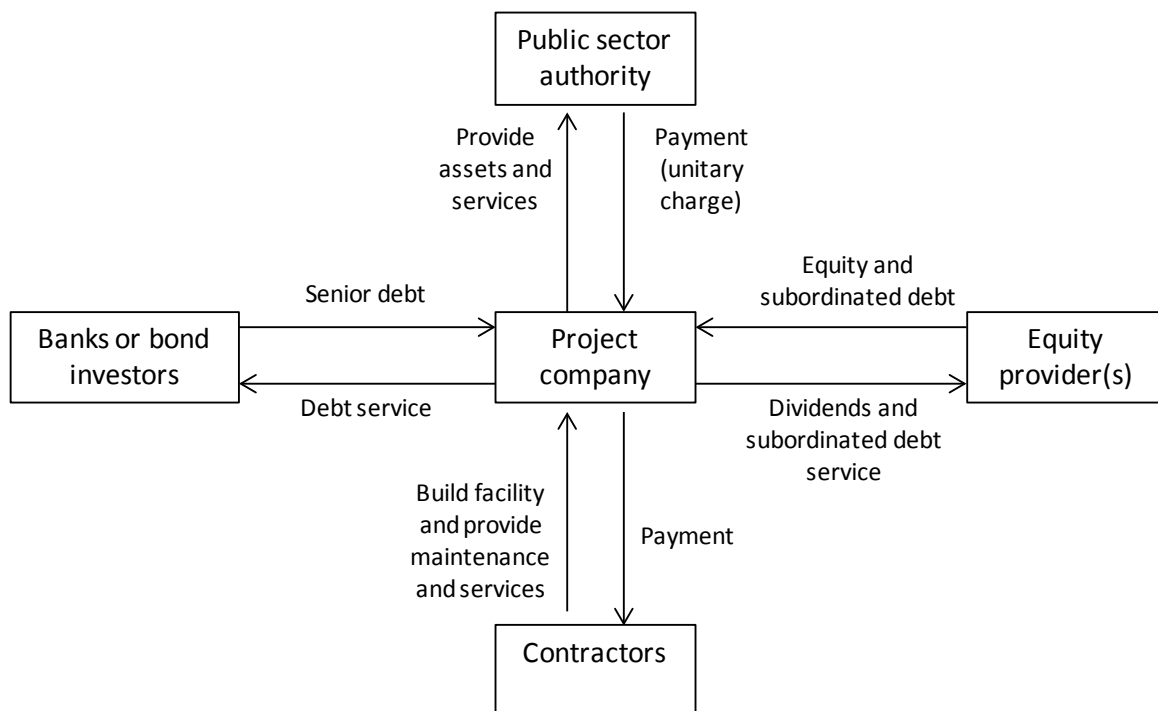 Public sector
authority
Provide
assets and
services
Payment
(unitary
charge)
Senior debt
Equity and
subordinated debt
Banks or bond
investors
Project
company
Equity
provider(s)
Debt service
Dividends and
subordinated debt
service
Build facility
and provide
maintenance
and services
Payment
Contractors